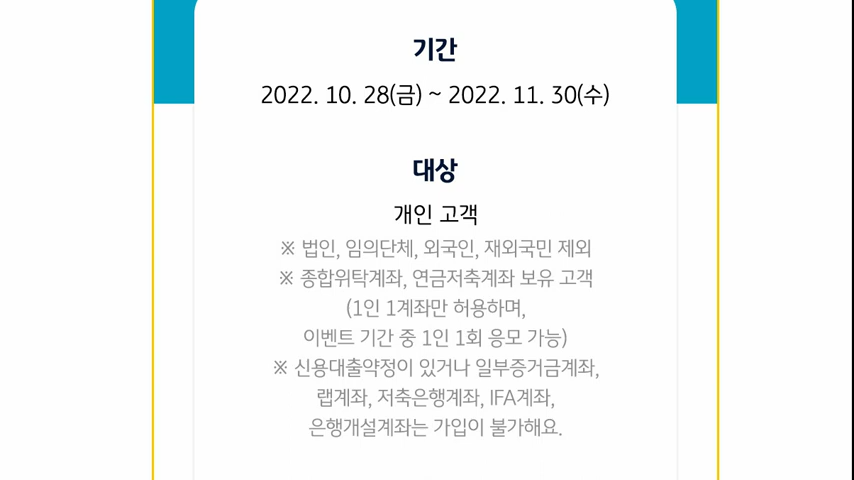 기간
2022. 10. 28(금) ~ 2022. 11. 30(수)
대상
개인 고객
※ 법인, 임의단체, 외국인, 재외국민 제외
※ 종합위탁계좌, 연금저축계좌 보유 고객
(1인 1계좌만 허용하며,
이벤트 기간 중 1인 1회 응모 가능)
※ 신용대출약정이 있거나 일부증거금계좌,
랩계좌, 저축은행계좌, IFA계좌,
은행개설계좌는 가입이 불가해요.